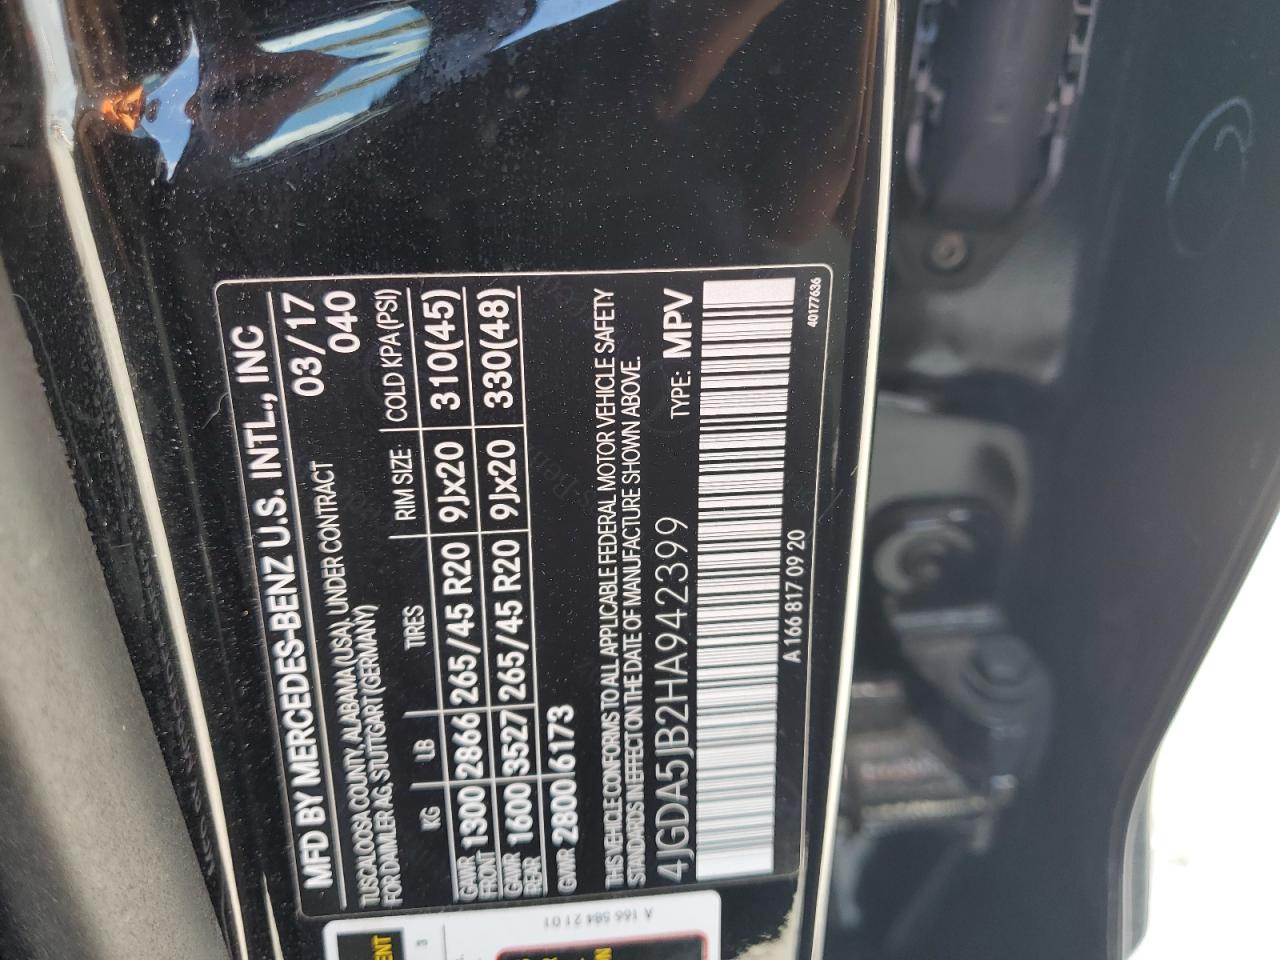 MFD BY MERCEDES-BENZ U.S. INTL., INC
TUSCALOOSA COUNTY, ALABAMA (USA), UNDER CONTRACT 03/17
FOR DAIMLER AG, STUTTGART (GERMANY) 040
KG LB TIRES RIM SIZE COLD KPA (PSI)
GAWR FRONT 1300 2866 265/45 R20 9Jx20 310(45)
GAWR REAR 1600 3527 265/45 R20 9Jx20 330(48)
GVWR 2800 6173
THIS VEHICLE CONFORMS TO ALL APPLICABLE FEDERAL MOTOR VEHICLE SAFETY
STANDARDS IN EFFECT ON THE DATE OF MANUFACTURE SHOWN ABOVE.
4JGDA5JB2HA942399 TYPE: MPV
A 166 817 09 20 40177636
A 166 584 21 01
3